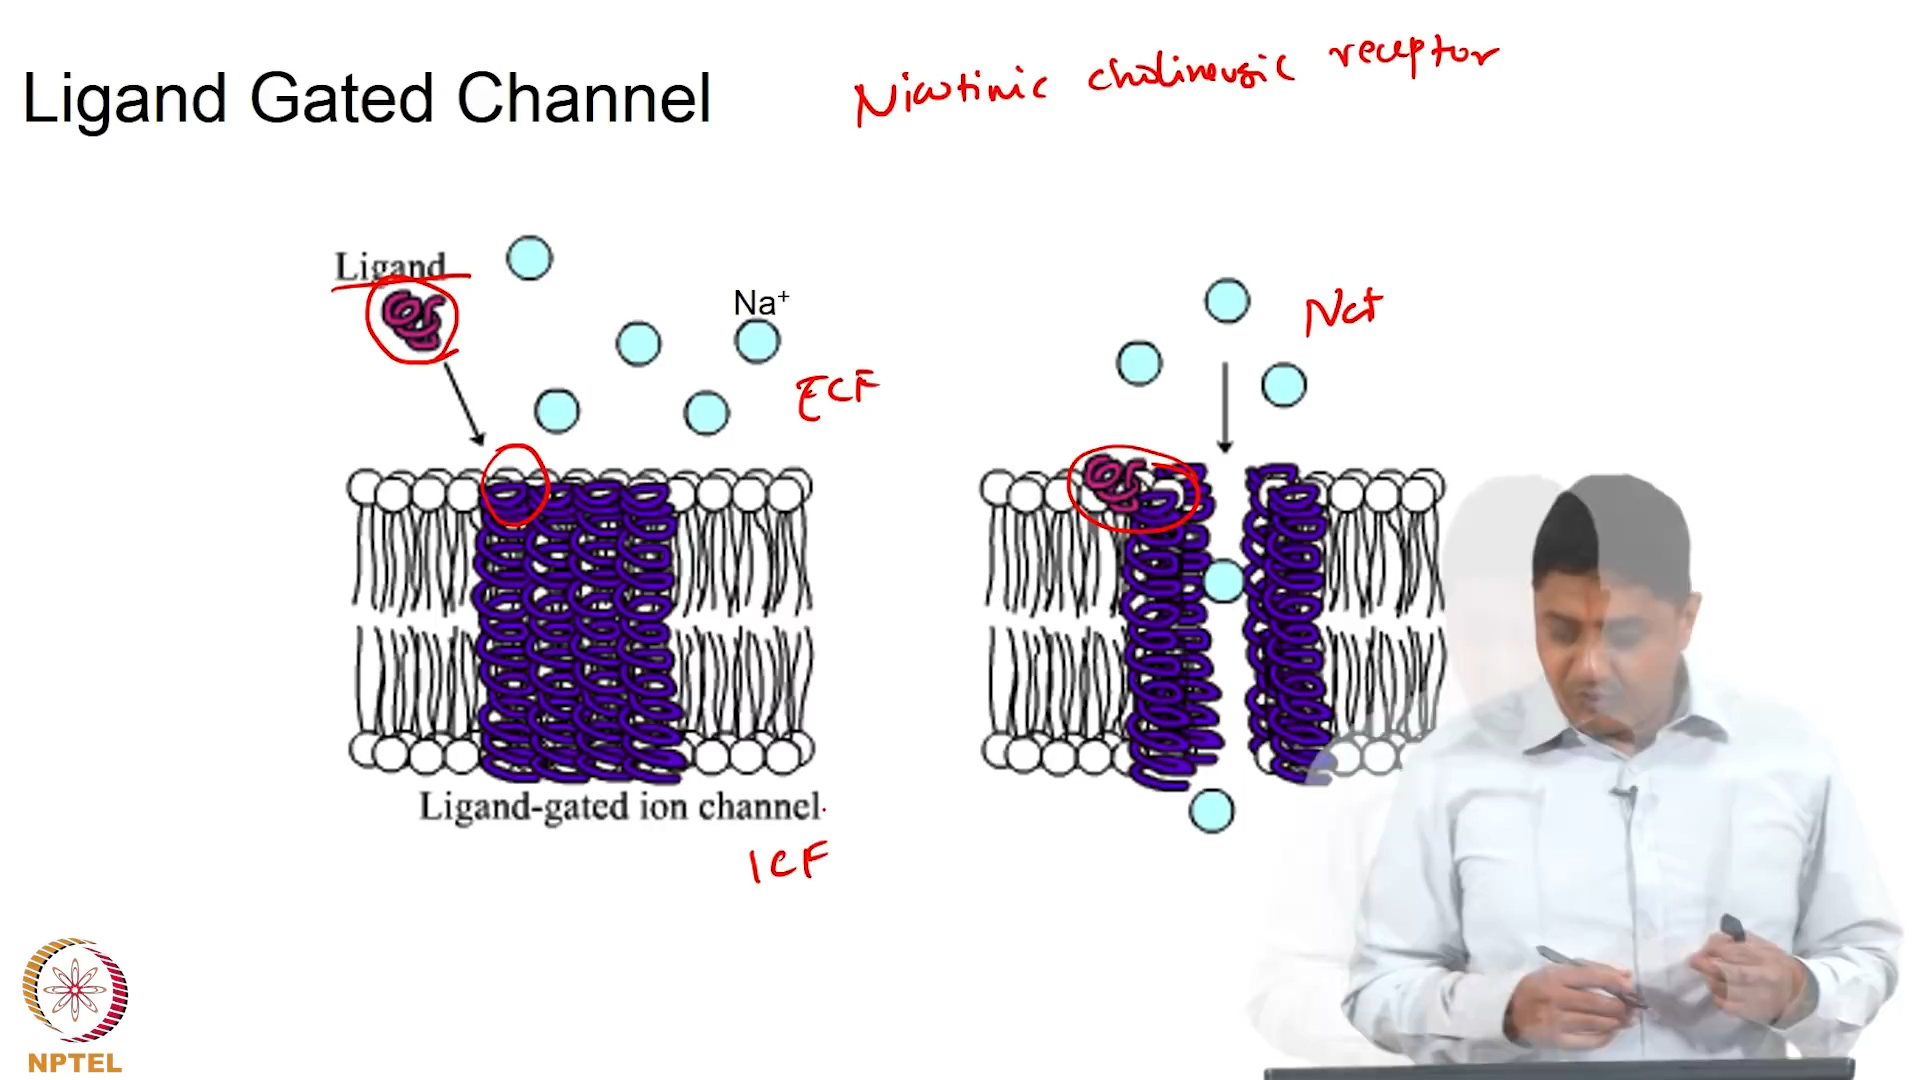 Ligand Gated Channel
Nicotinic cholinergic receptor
Ligand
Na+
Na+
ECF
Ligand-gated ion channel
ICF
NPTEL